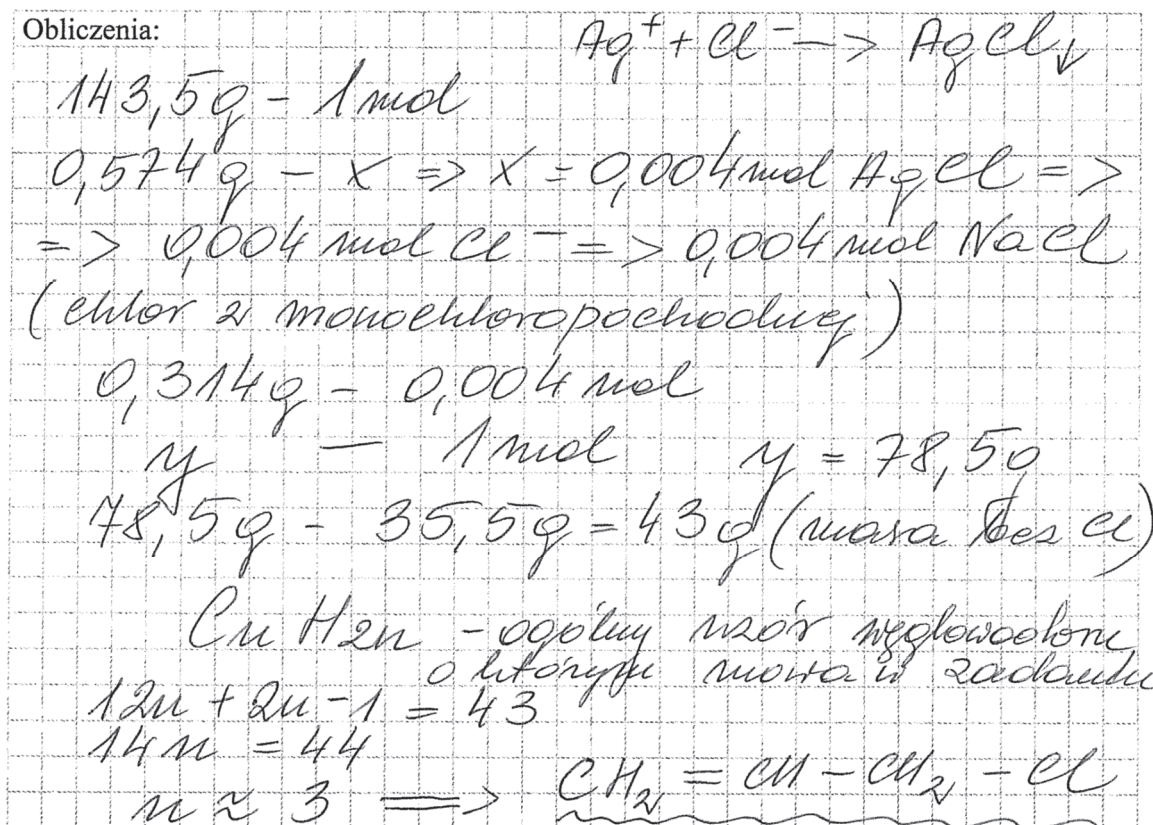 Obliczenia:
Ag⁺ + Cl⁻ —> AgCl↓
143,5g - 1mol
0,574g - x => x = 0,004mol AgCl =>
=> 0,004 mol Cl⁻ => 0,004 mol NaCl
(chlor z monochloropochodnej)
0,314g - 0,004 mol
y — 1 mol y = 78,5g
78,5g - 35,5g = 43g (masa bez Cl)
CnH2n - ogólny wzór węglowodoru
o którym mowa w zadaniu
12n + 2n - 1 = 43
14n = 44
n ≈ 3 ==> CH₂ = CH - CH₂ - Cl